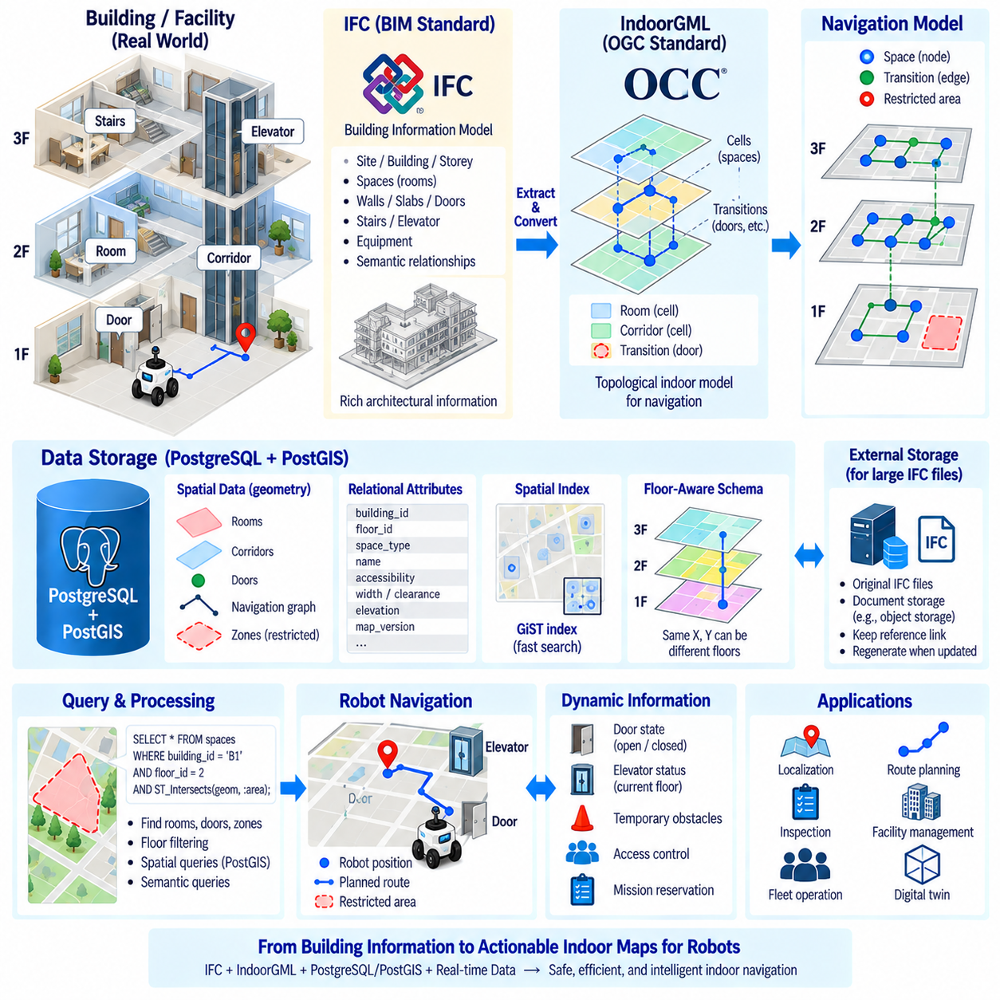 Building / Facility
(Real World)
3F
Stairs
Elevator
2F
Room
Corridor
1F
Door
IFC (BIM Standard)
IFC
Building Information Model
Site / Building / Storey
Spaces (rooms)
Walls / Slabs / Doors
Stairs / Elevator
Equipment
Semantic relationships
Rich architectural information
Extract
&
Convert
IndoorGML
(OGC Standard)
OCC®
Cells
(spaces)
Transitions
(doors, etc.)
Room (cell)
Corridor (cell)
Transition (door)
Topological indoor model
for navigation
Navigation Model
Space (node)
Transition (edge)
Restricted area
3F
2F
1F
Data Storage (PostgreSQL + PostGIS)
PostgreSQL
+
PostGIS
Spatial Data (geometry)
Rooms
Corridors
Doors
Navigation graph
Zones (restricted)
Relational Attributes
building_id
floor_id
space_type
name
accessibility
width / clearance
elevation
map_version
...
Spatial Index
GiST index
(fast search)
Floor-Aware Schema
3F
2F
1F
Same X, Y can be
different floors
External Storage
(for large IFC files)
IFC
Original IFC files
Document storage
(e.g., object storage)
Keep reference link
Regenerate when updated
Query & Processing
SELECT * FROM spaces
WHERE building_id = 'B1'
AND floor_id = 2
AND ST_Intersects(geom, :area);
Find rooms, doors, zones
Floor filtering
Spatial queries (PostGIS)
Semantic queries
Robot Navigation
Elevator
Door
Door
Robot position
Planned route
Restricted area
Dynamic Information
Door state
(open / closed)
Elevator status
(current floor)
Temporary obstacles
Access control
Mission reservation
Applications
Localization
Route planning
Inspection
Facility management
Fleet operation
Digital twin
From Building Information to Actionable Indoor Maps for Robots
IFC + IndoorGML + PostgreSQL/PostGIS + Real-time Data → Safe, efficient, and intelligent indoor navigation